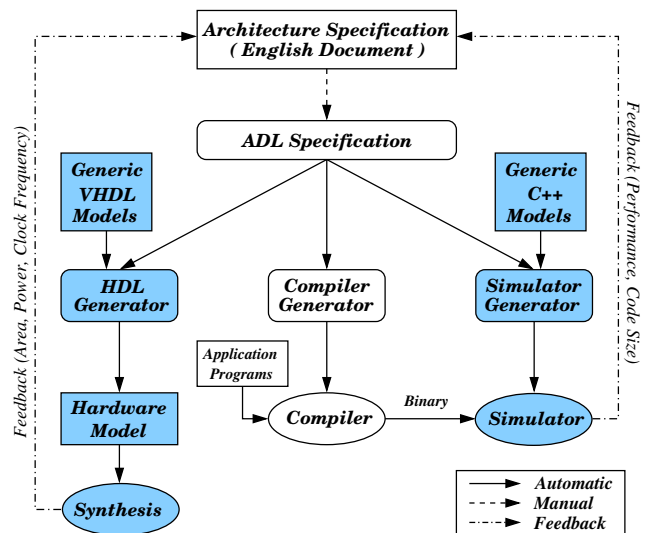 Architecture Specification
( English Document )
ADL Specification
Generic
VHDL
Models
Generic
C++
Models
HDL
Generator
Compiler
Generator
Simulator
Generator
Application
Programs
Hardware
Model
Compiler
Binary
Simulator
Synthesis
Feedback (Area, Power, Clock Frequency)
Feedback (Performance, Code Size)
Automatic
Manual
Feedback